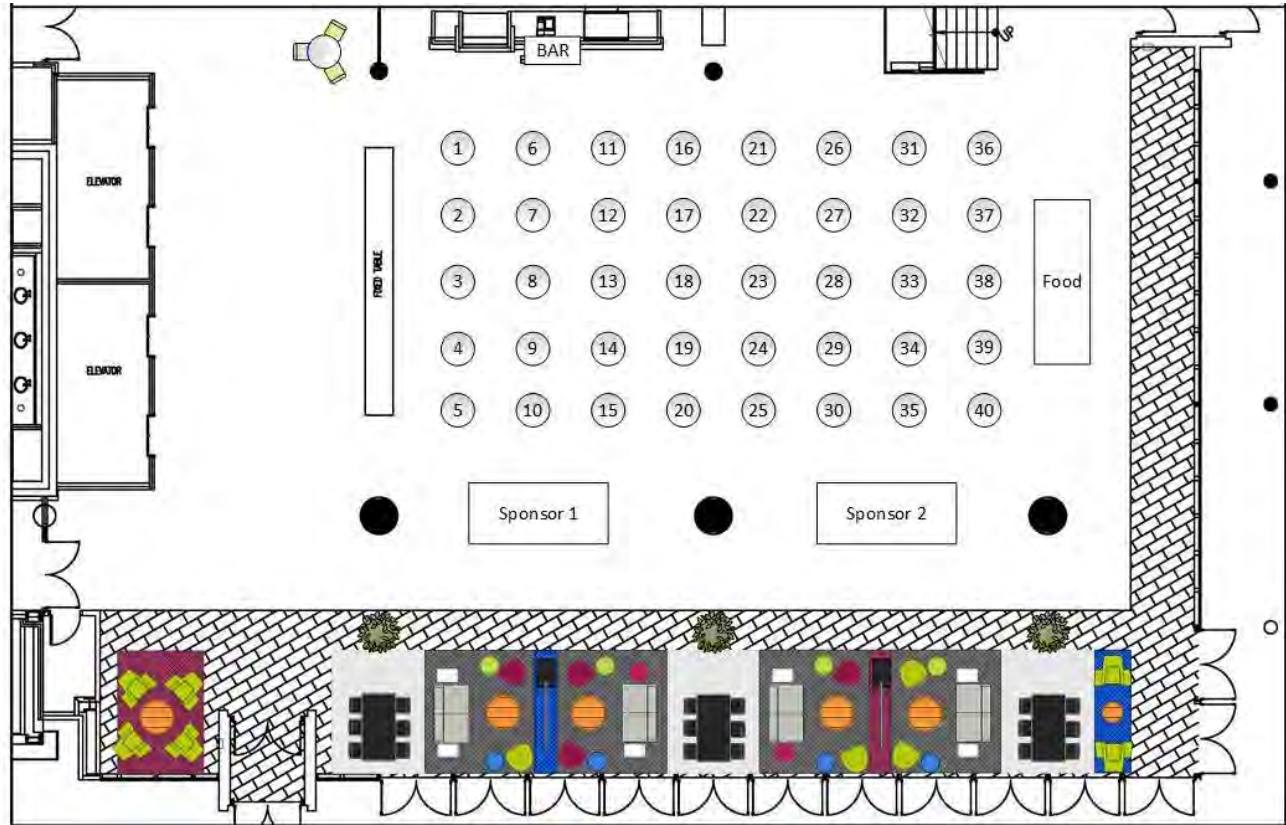 BAR
UP
1 6 11 16 21 26 31 36
ELEVATOR
2 7 12 17 22 27 32 37
FIXED TABLE
3 8 13 18 23 28 33 38 Food
4 9 14 19 24 29 34 39
ELEVATOR
5 10 15 20 25 30 35 40
Sponsor 1 Sponsor 2